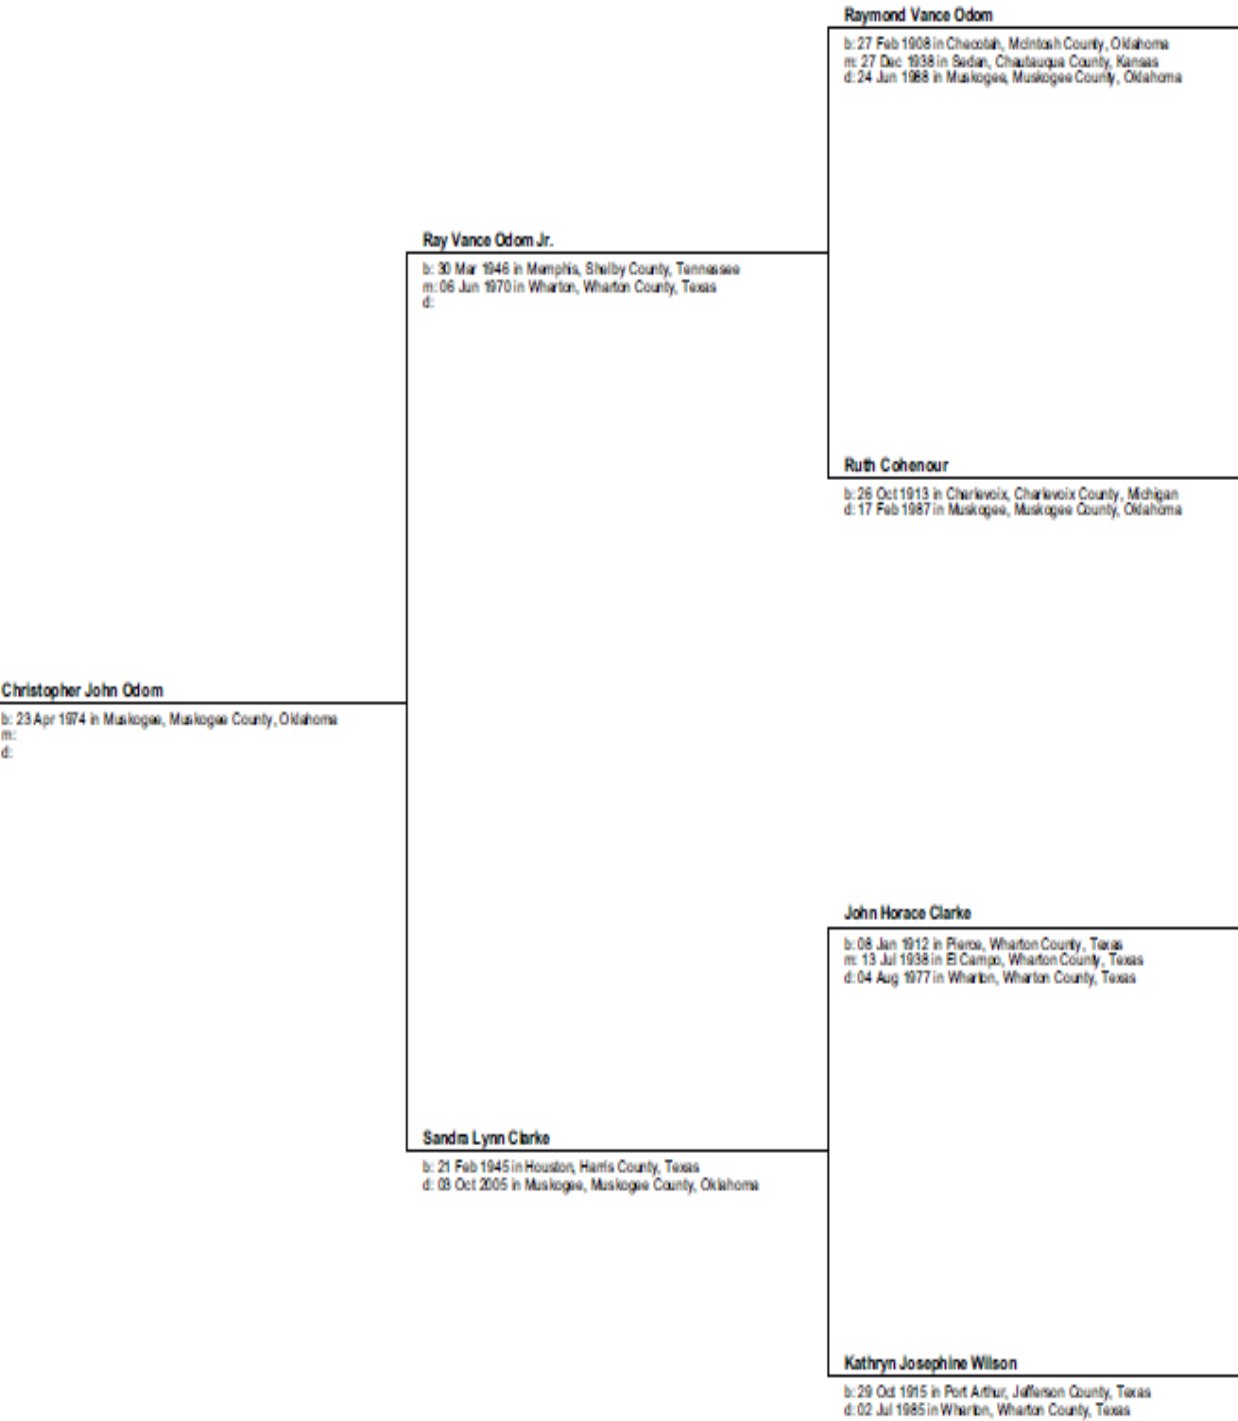 Raymond Vance Odom
b: 27 Feb 1908 in Checotah, McIntosh County, Oklahoma
m: 27 Dec 1938 in Sedan, Chautauqua County, Kansas
d: 24 Jun 1988 in Muskogee, Muskogee County, Oklahoma
Ray Vance Odom Jr.
b: 30 Mar 1946 in Memphis, Shelby County, Tennessee
m: 06 Jun 1970 in Wharton, Wharton County, Texas
d:
Ruth Cohenour
b: 26 Oct 1913 in Charlevoix, Charlevoix County, Michigan
d: 17 Feb 1987 in Muskogee, Muskogee County, Oklahoma
Christopher John Odom
b: 23 Apr 1974 in Muskogee, Muskogee County, Oklahoma
m:
d:
John Horace Clarke
b: 08 Jan 1912 in Pierce, Wharton County, Texas
m: 13 Jul 1938 in El Campo, Wharton County, Texas
d: 04 Aug 1977 in Wharton, Wharton County, Texas
Sandra Lynn Clarke
b: 21 Feb 1945 in Houston, Harris County, Texas
d: 03 Oct 2005 in Muskogee, Muskogee County, Oklahoma
Kathryn Josephine Wilson
b: 29 Oct 1915 in Port Arthur, Jefferson County, Texas
d: 02 Jul 1985 in Wharton, Wharton County, Texas